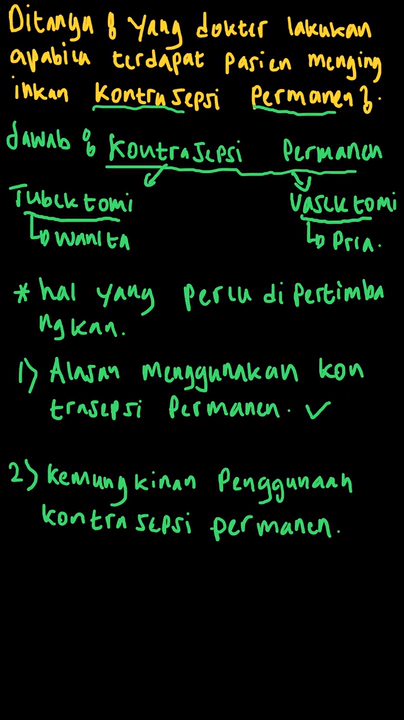 Ditanya : yang dokter lakukan
apabila terdapat pasien menging
inkan kontrasepsi permanen?.
Jawab : kontrasepsi permanen
Tubektomi Vasektomi
↳ wanita ↳ Pria.
* hal yang perlu dipertimba
ngkan.
1) Alasan menggunakan kon
trasepsi permanen. ✓
2) kemungkinan penggunaan
kontrasepsi permanen.